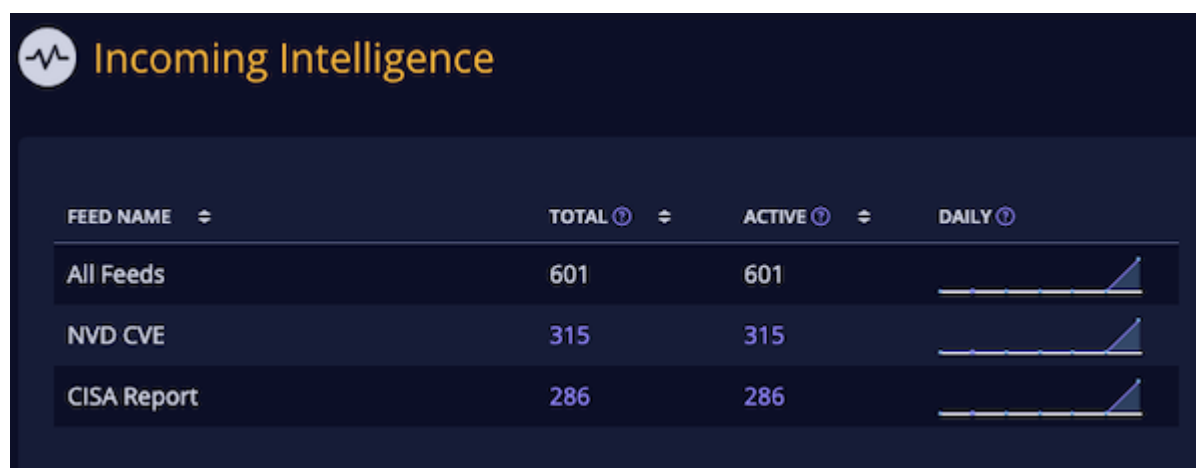 Incoming Intelligence
FEED NAME TOTAL ACTIVE DAILY
All Feeds 601 601
NVD CVE 315 315
CISA Report 286 286